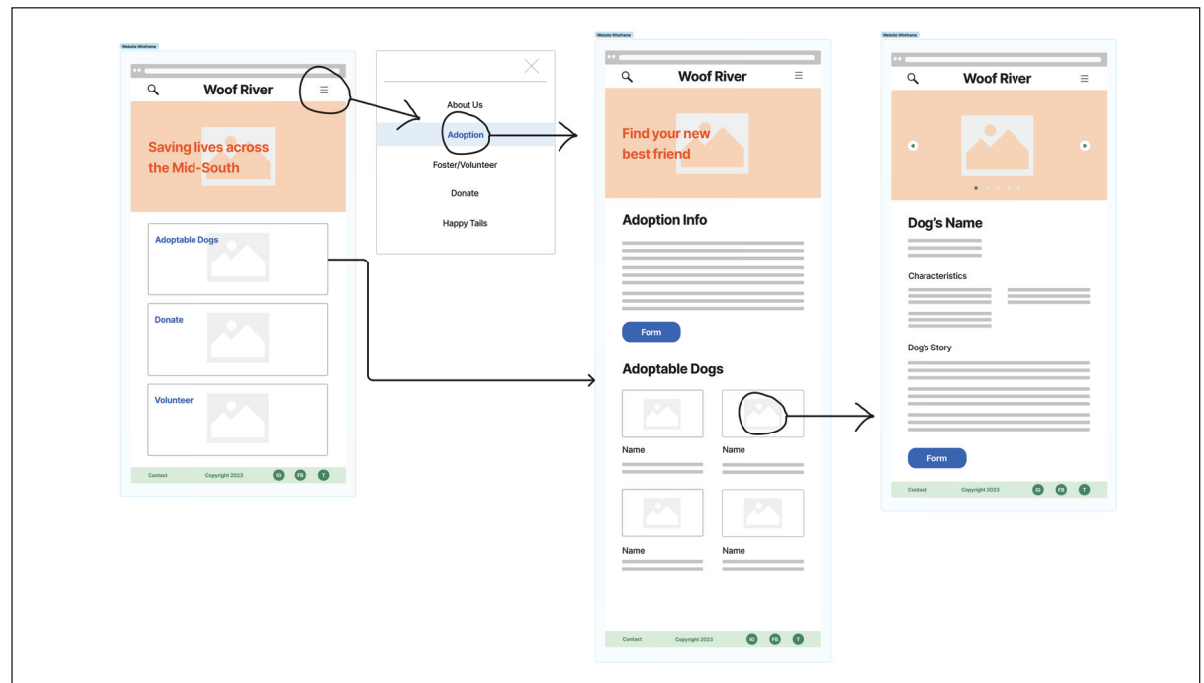 Website Wireframe
Woof River
Saving lives across
the Mid-South
Adoptable Dogs
Donate
Volunteer
Contact Copyright 2023 IG FB T
About Us
Adoption
Foster/Volunteer
Donate
Happy Tails
Website Wireframe
Woof River
Find your new
best friend
Adoption Info
Form
Adoptable Dogs
Name Name
Name Name
Contact Copyright 2023 IG FB T
Website Wireframe
Woof River
Dog's Name
Characteristics
Dog's Story
Form
Contact Copyright 2023 IG FB T